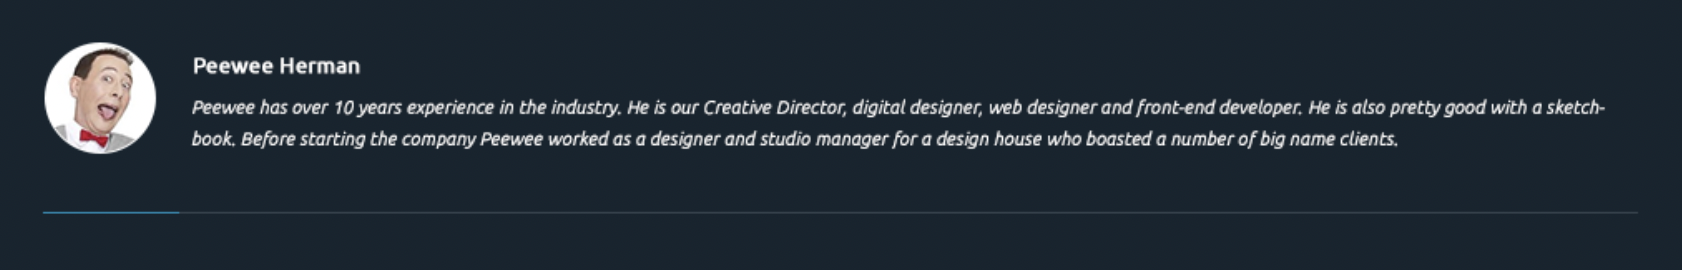 Peewee Herman
Peewee has over 10 years experience in the industry. He is our Creative Director, digital designer, web designer and front-end developer. He is also pretty good with a sketch-
book. Before starting the company Peewee worked as a designer and studio manager for a design house who boasted a number of big name clients.